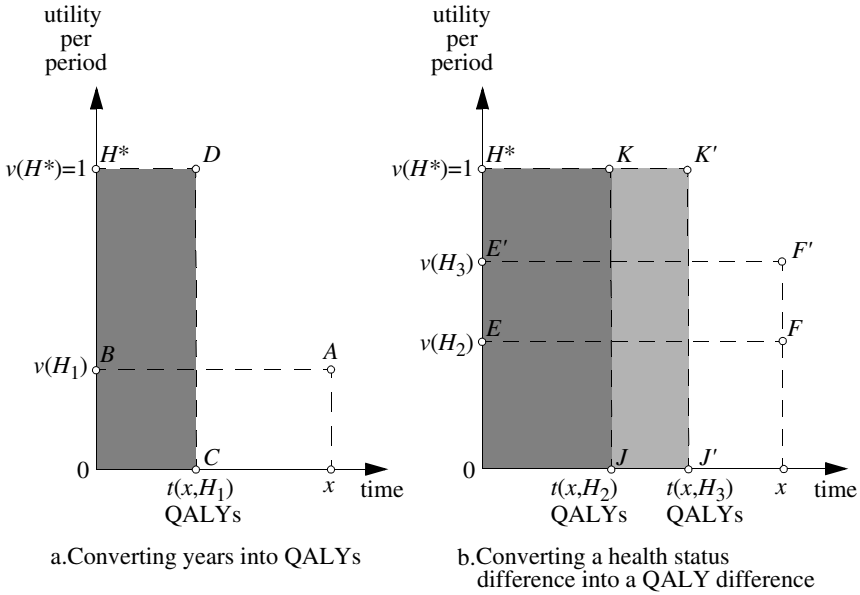 utility
per
period
v(H*)=1
H*
D
v(H₁)
B
A
0
C
t(x,H₁)
QALYs
x
time
a.Converting years into QALYs
utility
per
period
v(H*)=1
H*
K
K'
v(H₃)
E'
F'
v(H₂)
E
F
0
J
J'
t(x,H₂)
QALYs
t(x,H₃)
QALYs
x
time
b.Converting a health status
difference into a QALY difference